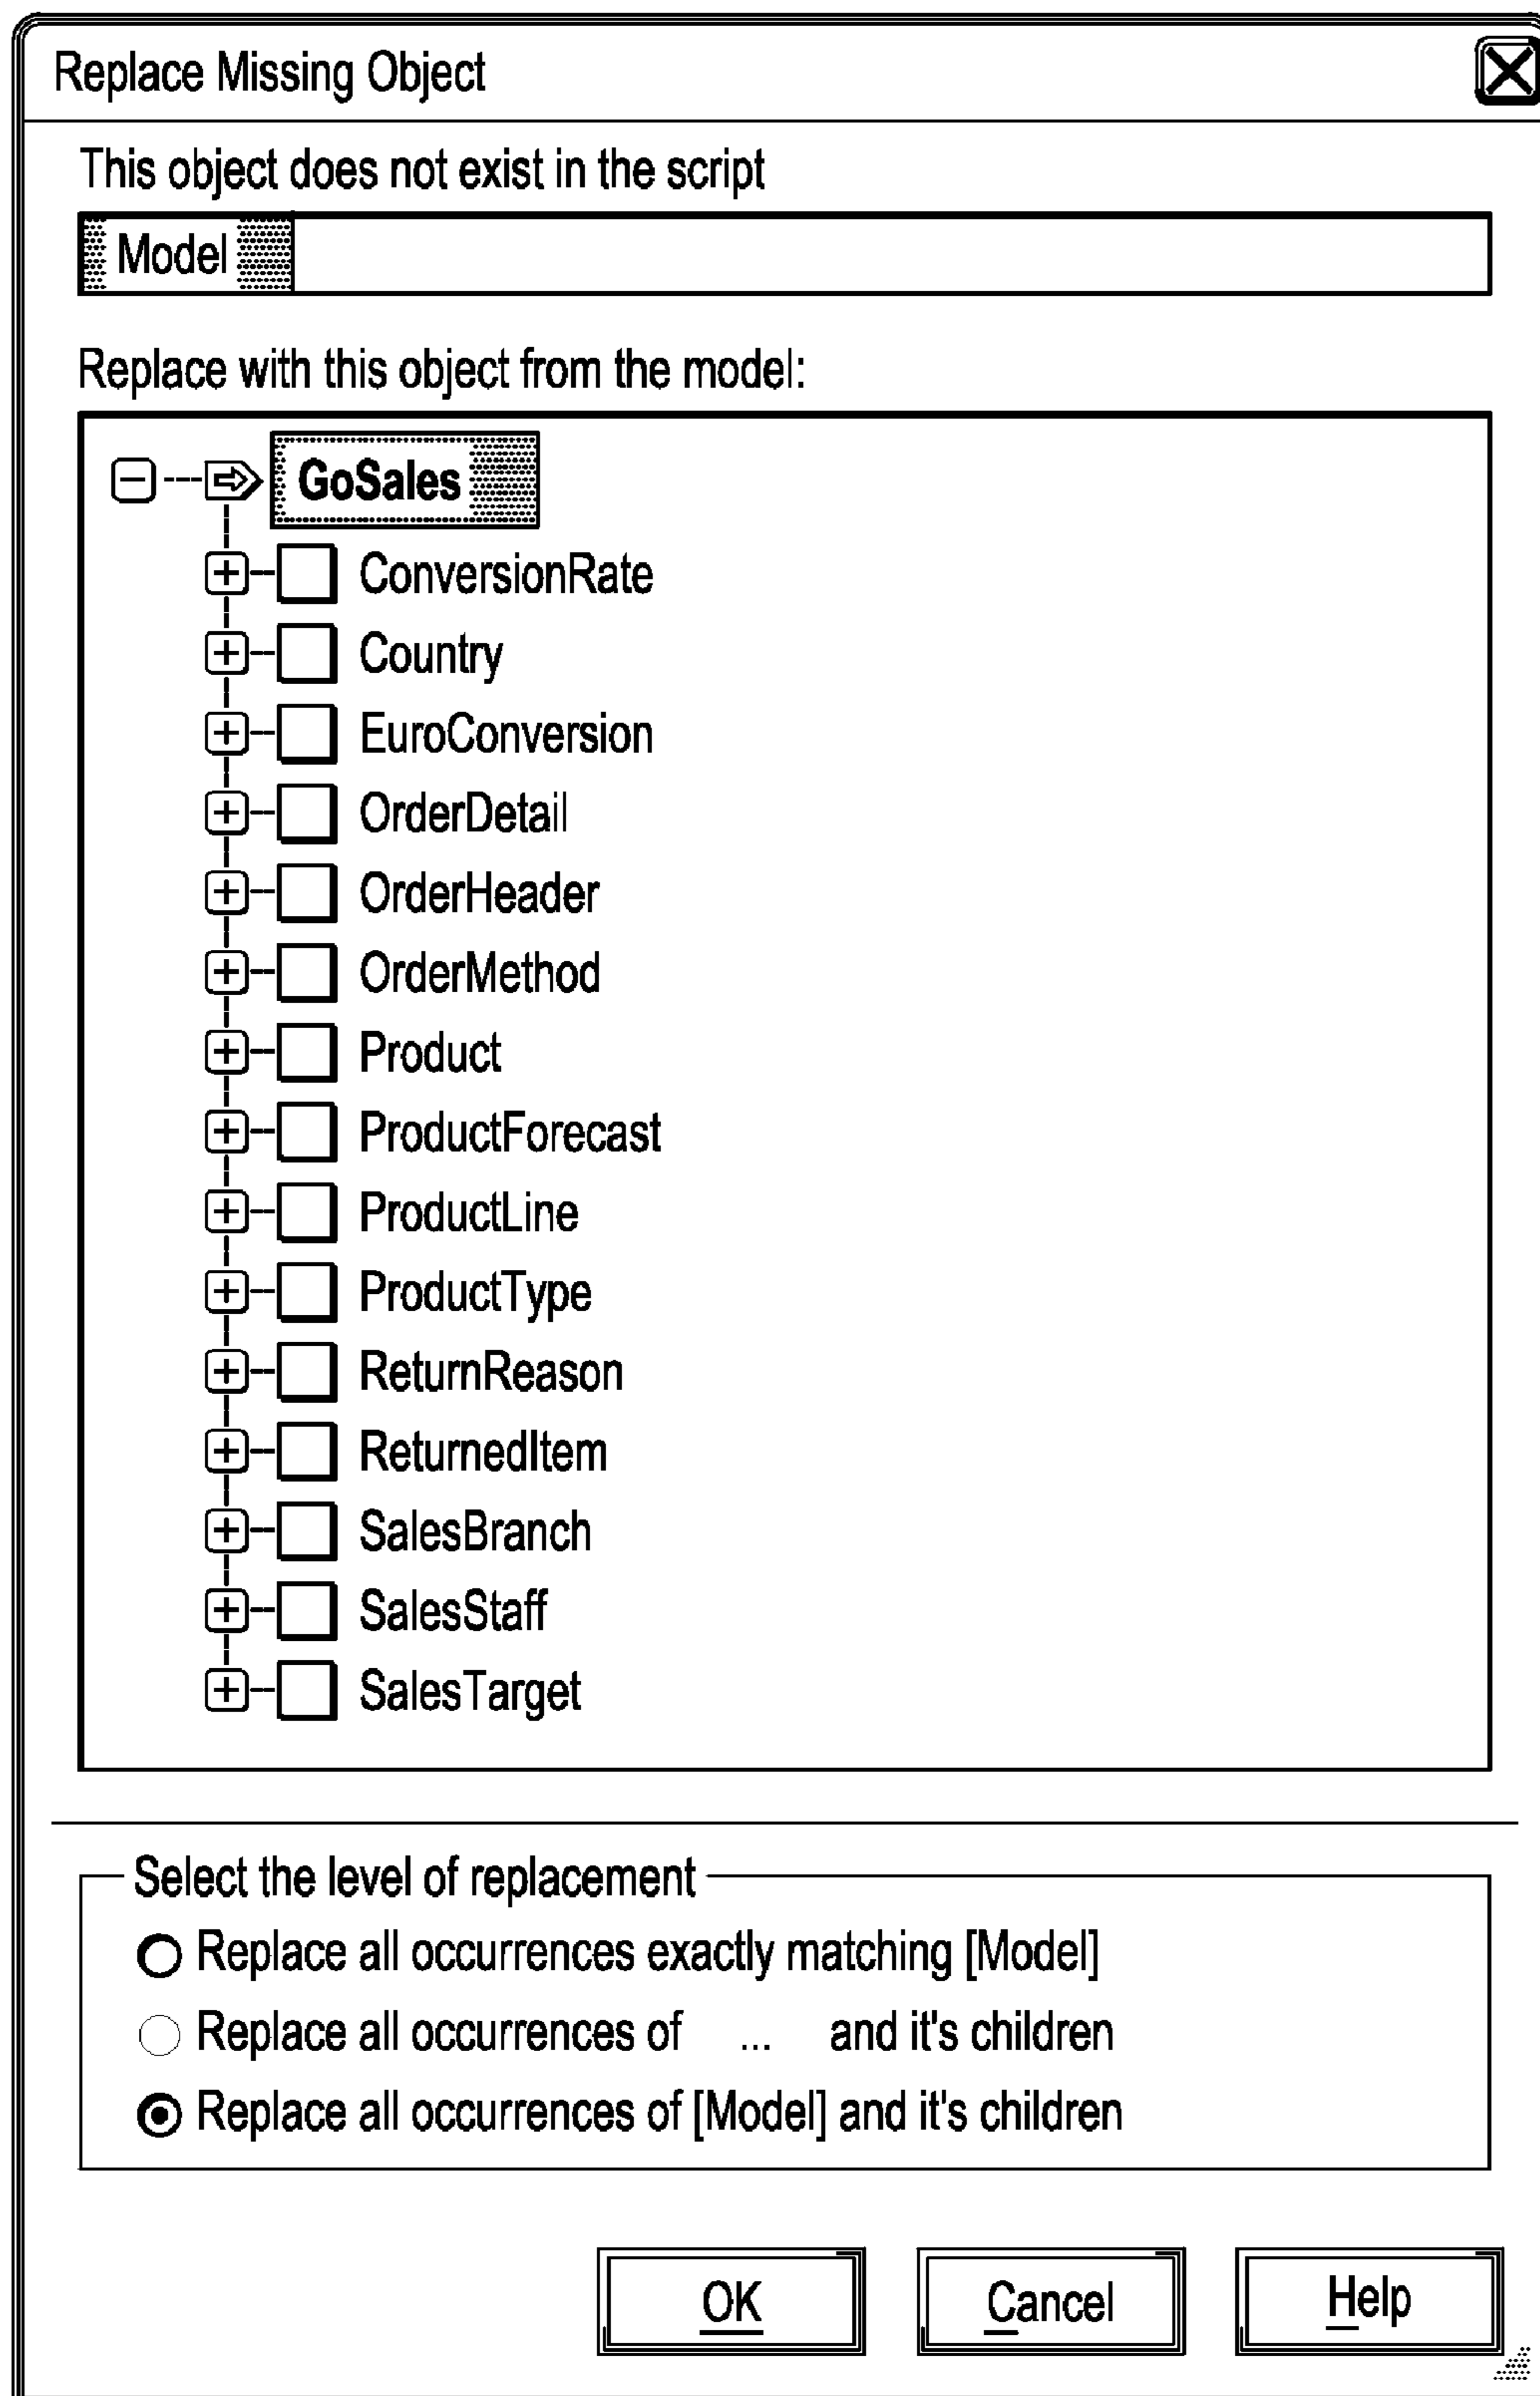 Replace Missing Object
This object does not exist in the script
Model
Replace with this object from the model:
GoSales
ConversionRate
Country
EuroConversion
OrderDetail
OrderHeader
OrderMethod
Product
ProductForecast
ProductLine
ProductType
ReturnReason
ReturnedItem
SalesBranch
SalesStaff
SalesTarget
Select the level of replacement
Replace all occurrences exactly matching [Model]
Replace all occurrences of ... and it's children
Replace all occurrences of [Model] and it's children
OK Cancel Help